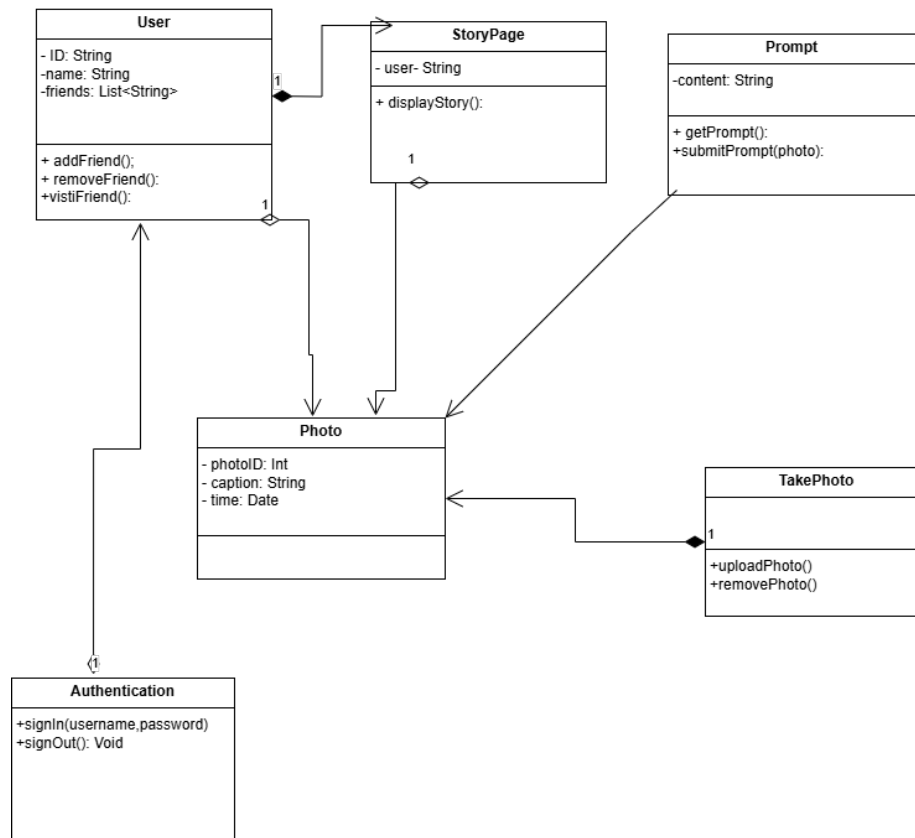 User
- ID: String
-name: String
-friends: List<String>
+ addFriend();
+ removeFriend():
+vistiFriend():
1
1
StoryPage
- user- String
+ displayStory():
1
Prompt
-content: String
+ getPrompt():
+submitPrompt(photo):
Photo
- photoID: Int
- caption: String
- time: Date
TakePhoto
1
+uploadPhoto()
+removePhoto()
1
Authentication
+signIn(username,password)
+signOut(): Void